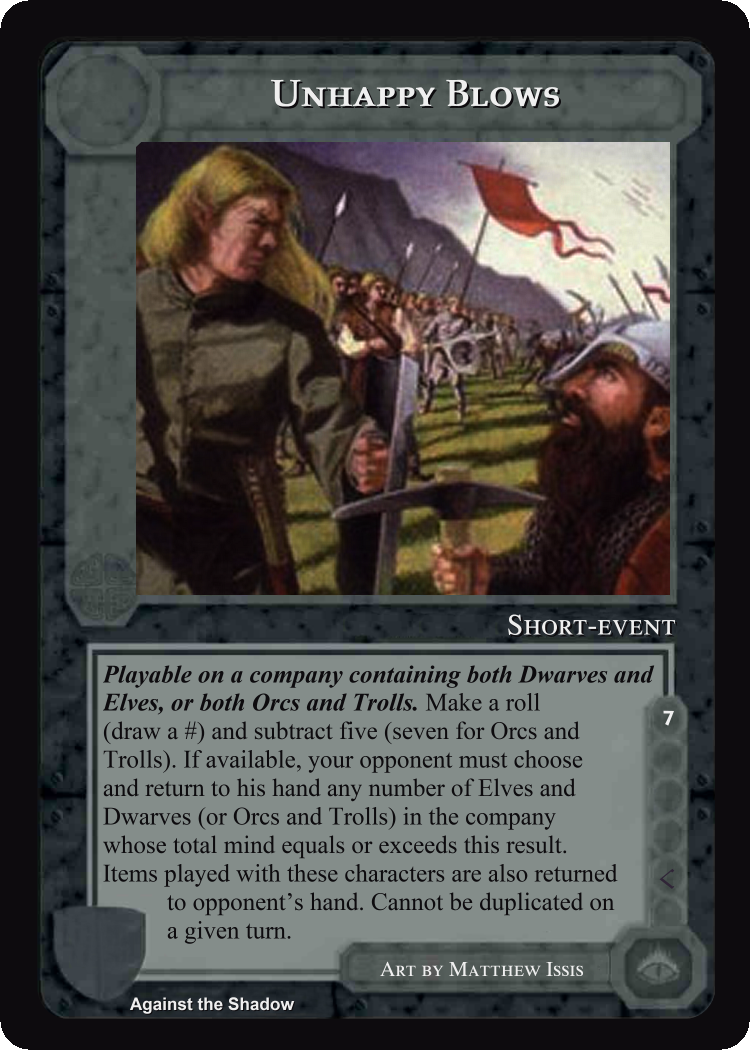 Unhappy Blows
Short-event
Playable on a company containing both Dwarves and
Elves, or both Orcs and Trolls. Make a roll
(draw a #) and subtract five (seven for Orcs and
Trolls). If available, your opponent must choose
and return to his hand any number of Elves and
Dwarves (or Orcs and Trolls) in the company
whose total mind equals or exceeds this result.
Items played with these characters are also returned
to opponent's hand. Cannot be duplicated on
a given turn.
7
Art by Matthew Issis
Against the Shadow